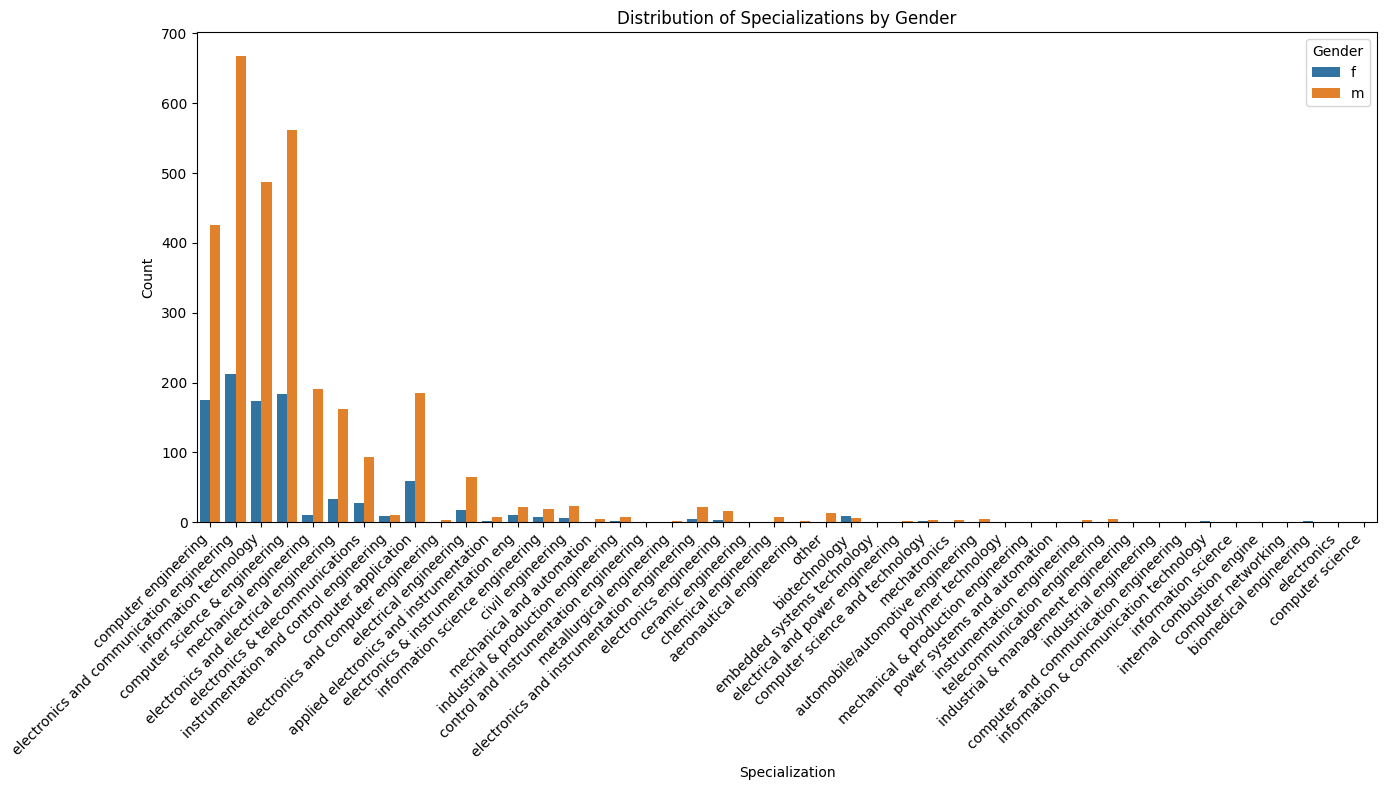 Distribution of Specializations by Gender
Gender
f
m
Count
700
600
500
400
300
200
100
0
computer engineering
electronics and communication engineering
information technology
computer science & engineering
mechanical engineering
electronics and electrical engineering
electronics & telecommunications
instrumentation and control engineering
computer application
electronics and computer engineering
electrical engineering
applied electronics and instrumentation
electronics & instrumentation eng
information science engineering
civil engineering
mechanical and automation
industrial & production engineering
control and instrumentation engineering
metallurgical engineering
electronics and instrumentation engineering
electronics engineering
ceramic engineering
chemical engineering
aeronautical engineering
other
biotechnology
embedded systems technology
electrical and power engineering
computer science and technology
mechatronics
automobile/automotive engineering
polymer technology
mechanical & production engineering
power systems and automation
instrumentation engineering
telecommunication engineering
industrial & management engineering
industrial engineering
computer and communication engineering
information & communication technology
information science
internal combustion engine
computer networking
biomedical engineering
electronics
computer science
Specialization